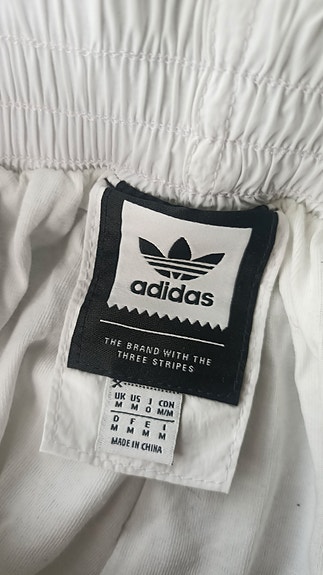 adidas
THE BRAND WITH THE
THREE STRIPES
UK US J CDN
M M O M/M
D F E I
M M M M
MADE IN CHINA